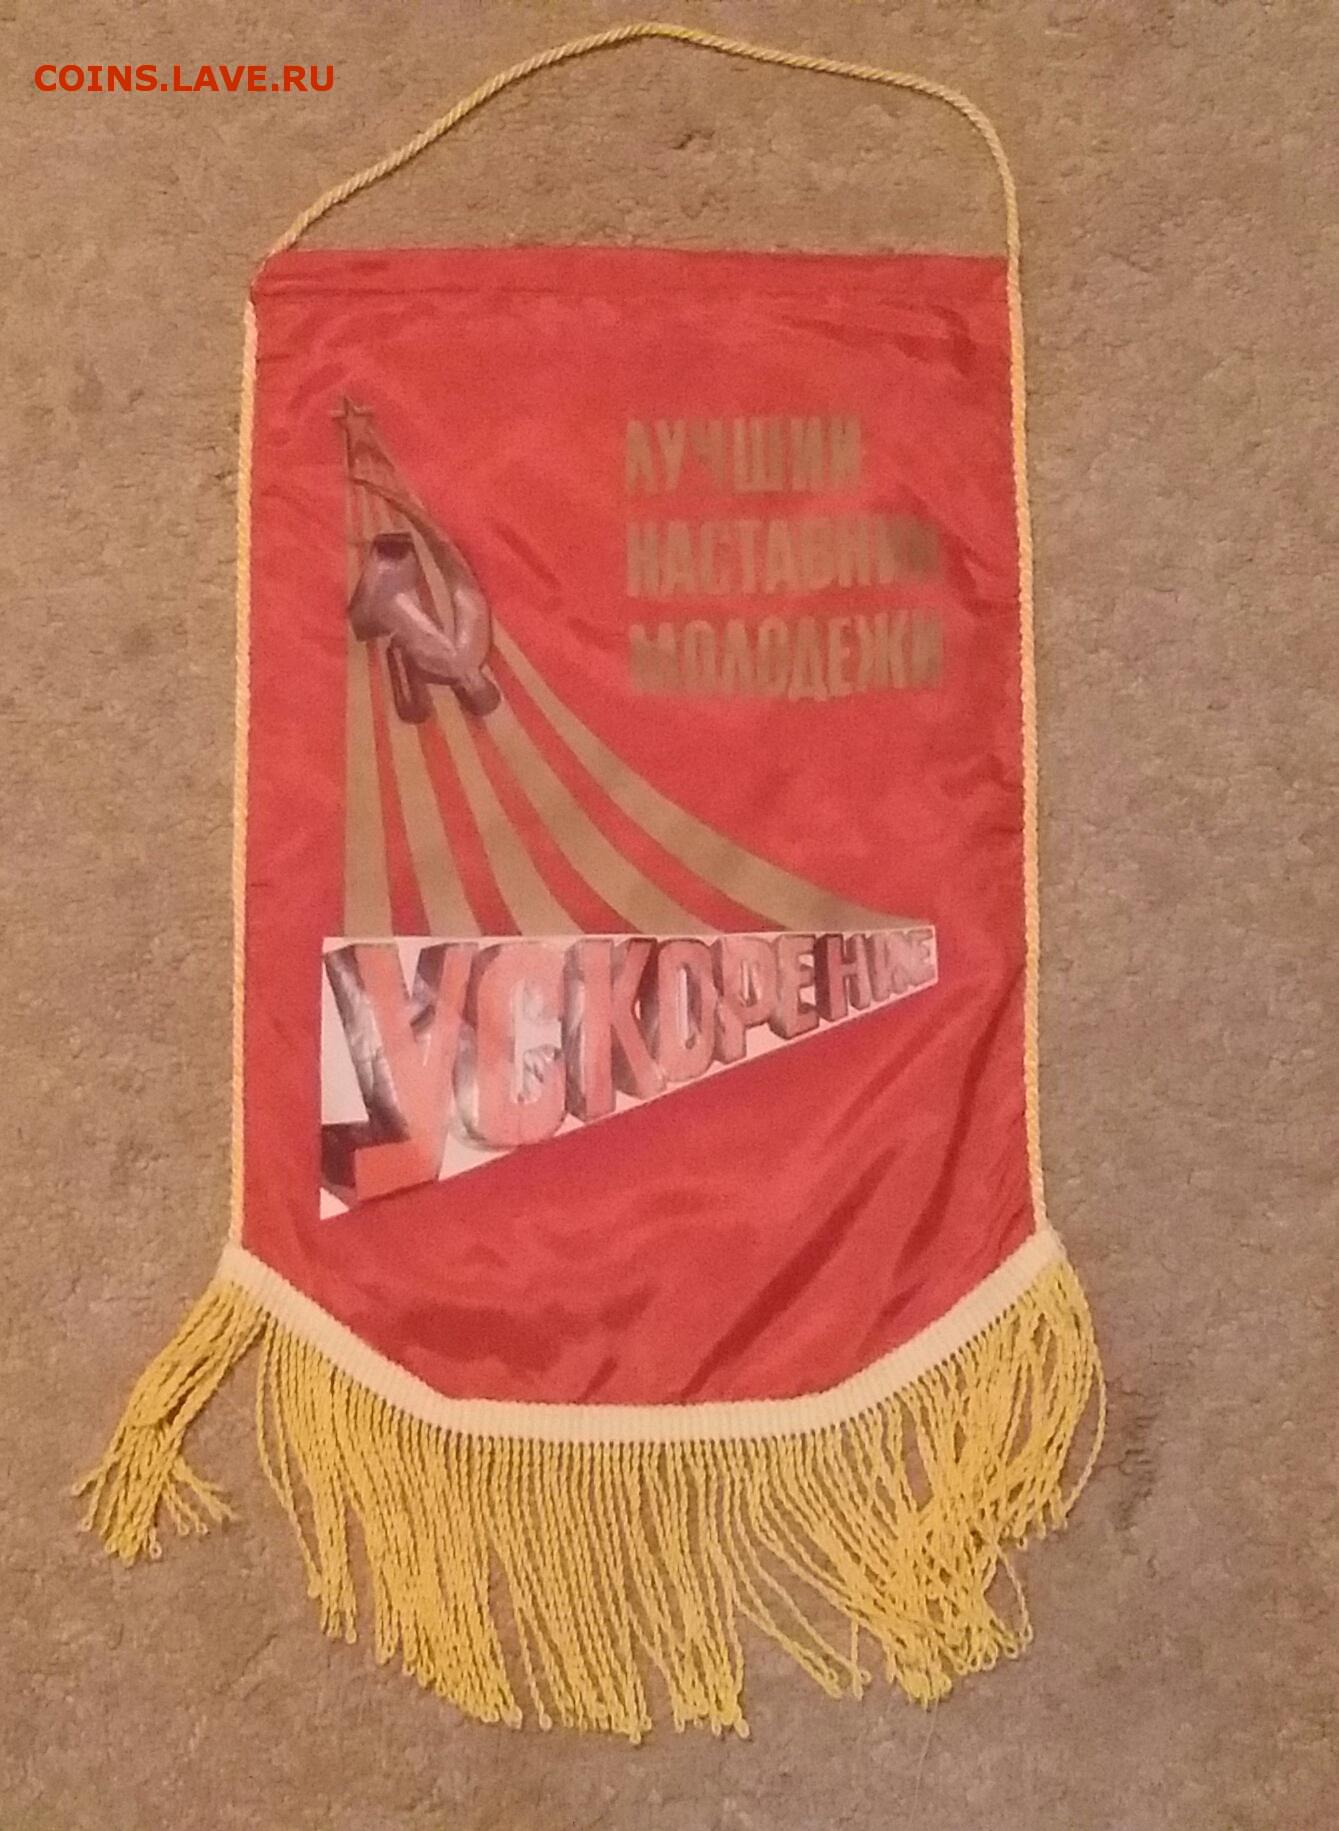 COINS.LAVE.RU
ЛУЧШИЙ
НАСТАВНИК
МОЛОДЕЖИ
УСКОРЕНИЕ